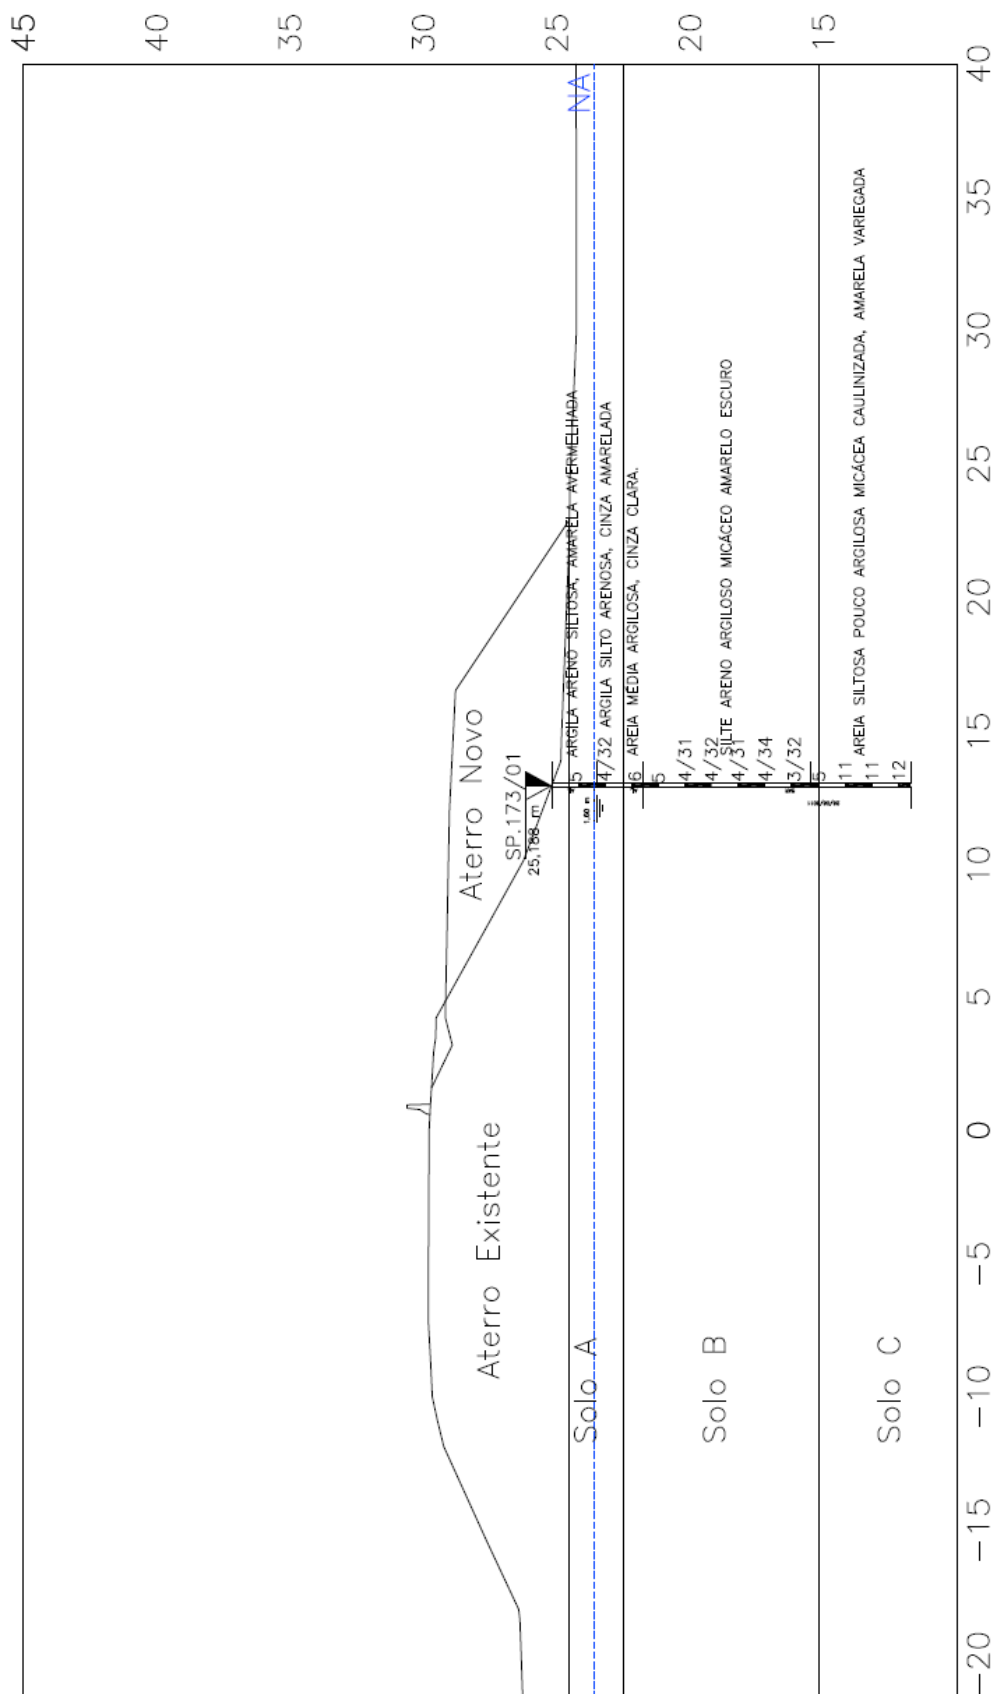 45
40
35
30
25
20
15
NA
Aterro Novo
Aterro Existente
SP.173/01
25,188 m
ARGILA ARENO SILTOSA, AMARELA AVERMELHADA
ARGILA SILTO ARENOSA, CINZA AMARELADA
AREIA MÉDIA ARGILOSA, CINZA CLARA.
SILTE ARENO ARGILOSO MICÁCEO AMARELO ESCURO
AREIA SILTOSA POUCO ARGILOSA MICÁCEA CAULINIZADA, AMARELA VARIEGADA
5
4/32
6
5
4/31
4/32
4/31
4/34
3/32
5
11
11
12
1,60 m
Solo A
Solo B
Solo C
-20
-15
-10
-5
0
5
10
15
20
25
30
35
40